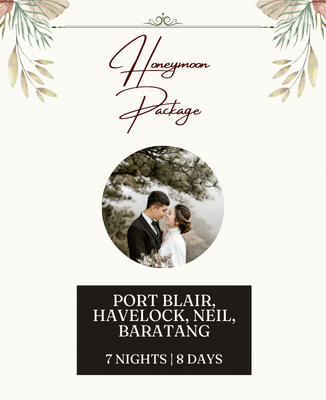 Honeymoon
Package
PORT BLAIR,
HAVELOCK, NEIL,
BARATANG
7 NIGHTS | 8 DAYS